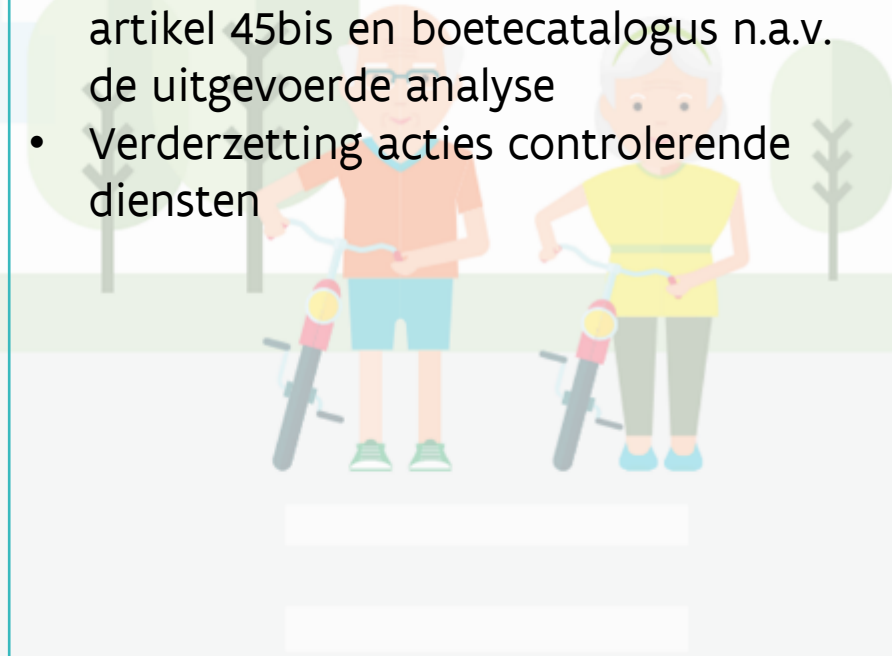 artikel 45bis en boetecatalogus n.a.v.
de uitgevoerde analyse
• Verderzetting acties controlerende
diensten